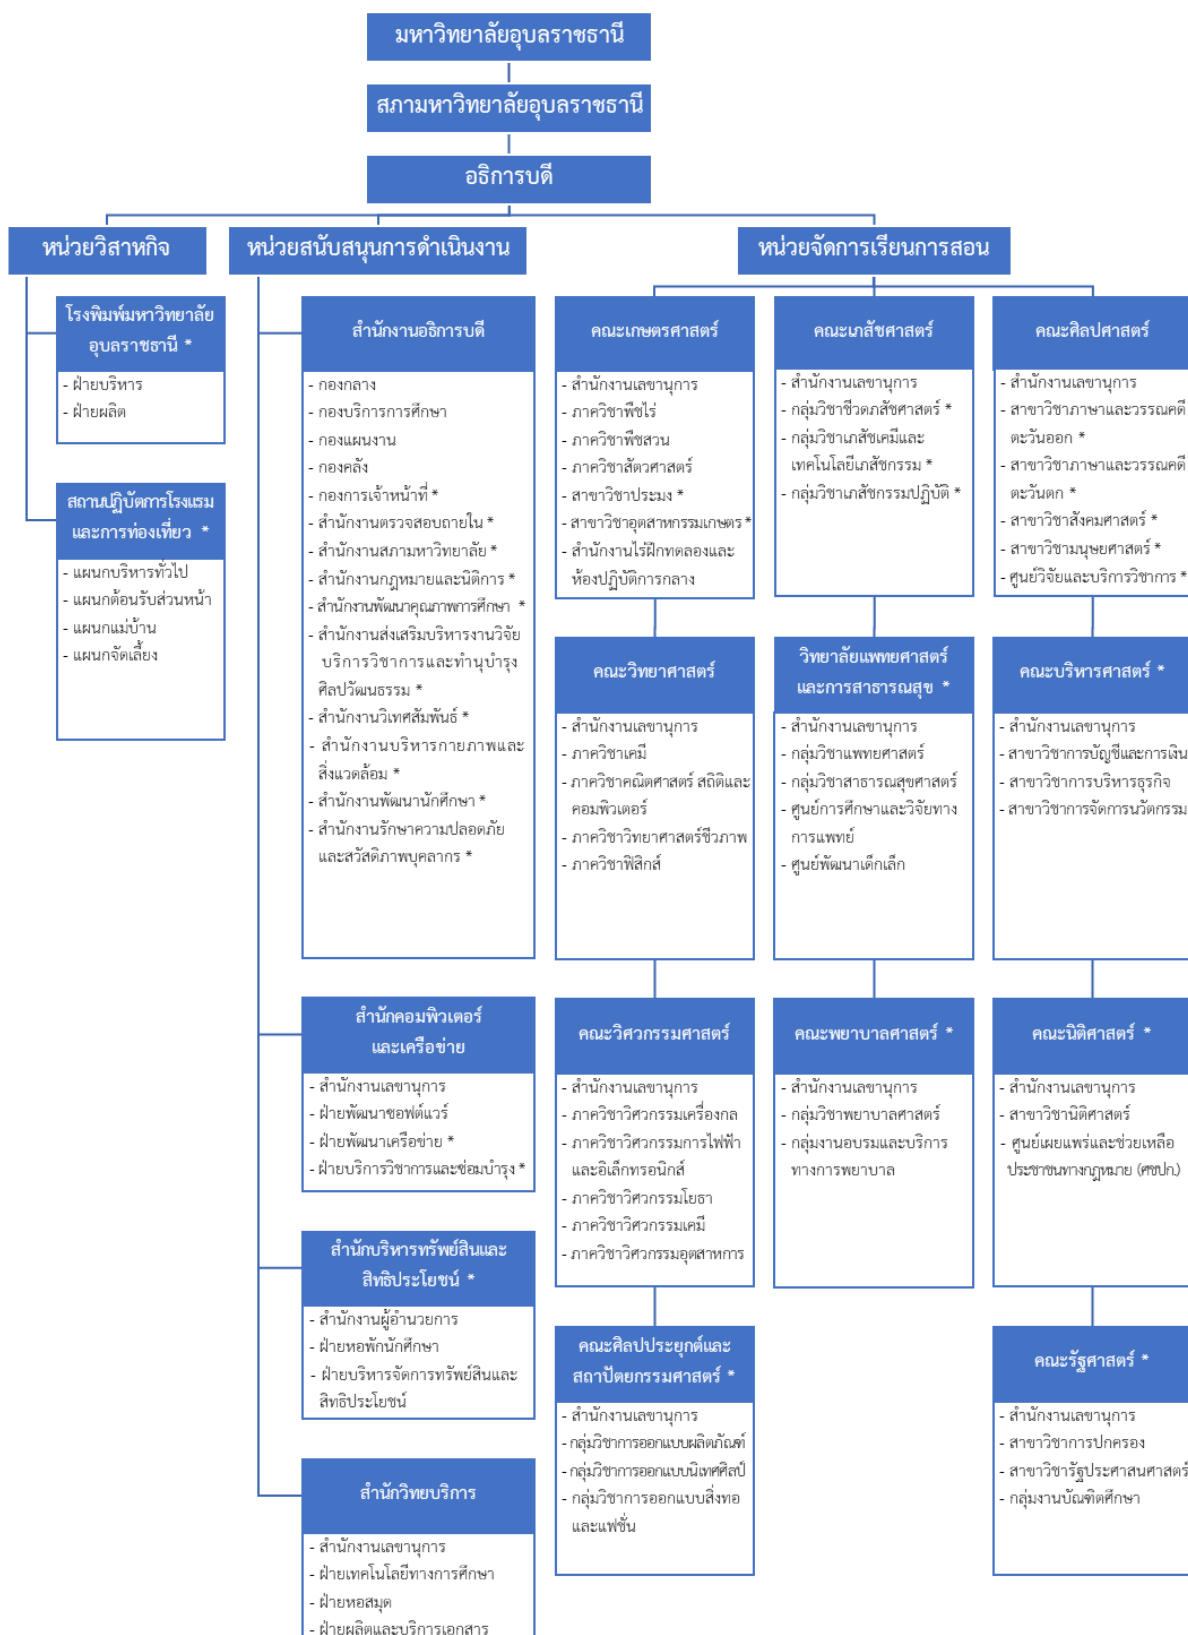 มหาวิทยาลัยอุบลราชธานี
สภามหาวิทยาลัยอุบลราชธานี
อธิการบดี
หน่วยวิสาหกิจ
หน่วยสนับสนุนการดำเนินงาน
หน่วยจัดการเรียนการสอน
โรงพิมพ์มหาวิทยาลัย
อุบลราชธานี *
- ฝ่ายบริหาร
- ฝ่ายผลิต
สถานปฏิบัติการโรงแรม
และการท่องเที่ยว *
- แผนกบริหารทั่วไป
- แผนกต้อนรับส่วนหน้า
- แผนกแม่บ้าน
- แผนกจัดเลี้ยง
สำนักงานอธิการบดี
- กองกลาง
- กองบริการการศึกษา
- กองแผนงาน
- กองคลัง
- กองการเจ้าหน้าที่ *
- สำนักงานตรวจสอบภายใน *
- สำนักงานสภามหาวิทยาลัย *
- สำนักงานกฎหมายและนิติการ *
- สำนักงานพัฒนาคุณภาพการศึกษา *
- สำนักงานส่งเสริมบริหารงานวิจัย
บริการวิชาการและทำนุบำรุง
ศิลปวัฒนธรรม *
- สำนักงานวิเทศสัมพันธ์ *
- สำนักงานบริหารกายภาพและ
สิ่งแวดล้อม *
- สำนักงานพัฒนานักศึกษา *
- สำนักงานรักษาความปลอดภัย
และสวัสดิภาพบุคลากร *
สำนักคอมพิวเตอร์
และเครือข่าย
- สำนักงานเลขานุการ
- ฝ่ายพัฒนาซอฟต์แวร์
- ฝ่ายพัฒนาเครือข่าย *
- ฝ่ายบริการวิชาการและซ่อมบำรุง *
สำนักบริหารทรัพย์สินและ
สิทธิประโยชน์ *
- สำนักงานผู้อำนวยการ
- ฝ่ายหอพักนักศึกษา
- ฝ่ายบริหารจัดการทรัพย์สินและ
สิทธิประโยชน์
สำนักวิทยบริการ
- สำนักงานเลขานุการ
- ฝ่ายเทคโนโลยีทางการศึกษา
- ฝ่ายหอสมุด
- ฝ่ายผลิตและบริการเอกสาร
คณะเกษตรศาสตร์
- สำนักงานเลขานุการ
- ภาควิชาพืชไร่
- ภาควิชาพืชสวน
- ภาควิชาสัตวศาสตร์
- สาขาวิชาประมง *
- สาขาวิชาอุตสาหกรรมเกษตร *
- สำนักงานไร่ฝึกทดลองและ
ห้องปฏิบัติการกลาง
คณะวิทยาศาสตร์
- สำนักงานเลขานุการ
- ภาควิชาเคมี
- ภาควิชาคณิตศาสตร์ สถิติและ
คอมพิวเตอร์
- ภาควิชาวิทยาศาสตร์ชีวภาพ
- ภาควิชาฟิสิกส์
คณะวิศวกรรมศาสตร์
- สำนักงานเลขานุการ
- ภาควิชาวิศวกรรมเครื่องกล
- ภาควิชาวิศวกรรมการไฟฟ้า
และอิเล็กทรอนิกส์
- ภาควิชาวิศวกรรมโยธา
- ภาควิชาวิศวกรรมเคมี
- ภาควิชาวิศวกรรมอุตสาหการ
คณะศิลปประยุกต์และ
สถาปัตยกรรมศาสตร์ *
- สำนักงานเลขานุการ
- กลุ่มวิชาการออกแบบผลิตภัณฑ์
- กลุ่มวิชาการออกแบบนิเทศศิลป์
- กลุ่มวิชาการออกแบบสิ่งทอ
และแฟชั่น
คณะเภสัชศาสตร์
- สำนักงานเลขานุการ
- กลุ่มวิชาชีวเภสัชศาสตร์ *
- กลุ่มวิชาเภสัชเคมีและ
เทคโนโลยีเภสัชกรรม *
- กลุ่มวิชาเภสัชกรรมปฏิบัติ *
วิทยาลัยแพทยศาสตร์
และการสาธารณสุข *
- สำนักงานเลขานุการ
- กลุ่มวิชาแพทยศาสตร์
- กลุ่มวิชาสาธารณสุขศาสตร์
- ศูนย์การศึกษาและวิจัยทาง
การแพทย์
- ศูนย์พัฒนาเด็กเล็ก
คณะพยาบาลศาสตร์ *
- สำนักงานเลขานุการ
- กลุ่มวิชาพยาบาลศาสตร์
- กลุ่มงานอบรมและบริการ
ทางการพยาบาล
คณะศิลปศาสตร์
- สำนักงานเลขานุการ
- สาขาวิชาภาษาและวรรณคดี
ตะวันออก *
- สาขาวิชาภาษาและวรรณคดี
ตะวันตก *
- สาขาวิชาสังคมศาสตร์ *
- สาขาวิชามนุษยศาสตร์ *
- ศูนย์วิจัยและบริการวิชาการ *
คณะบริหารศาสตร์ *
- สำนักงานเลขานุการ
- สาขาวิชาการบัญชีและการเงิน
- สาขาวิชาการบริหารธุรกิจ
- สาขาวิชาการจัดการนวัตกรรม
คณะนิติศาสตร์ *
- สำนักงานเลขานุการ
- สาขาวิชานิติศาสตร์
- ศูนย์เผยแพร่และช่วยเหลือ
ประชาชนทางกฎหมาย (ศชปก.)
คณะรัฐศาสตร์ *
- สำนักงานเลขานุการ
- สาขาวิชาการปกครอง
- สาขาวิชารัฐประศาสนศาสตร์
- กลุ่มงานบัณฑิตศึกษา